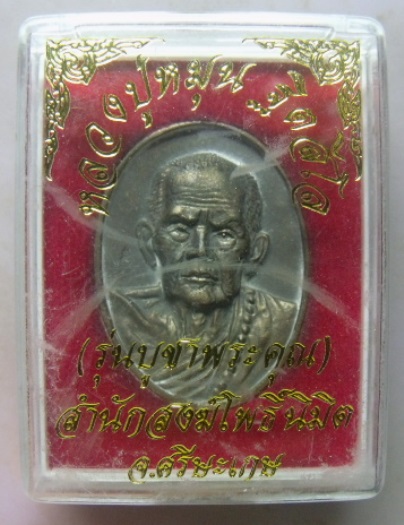 หลวงปู่หมุน ฐิตสีโล
(รุ่นบูชาพระคุณ)
สำนักสงฆ์โพธิ์นิมิต
จ.ศรีษะเกษ